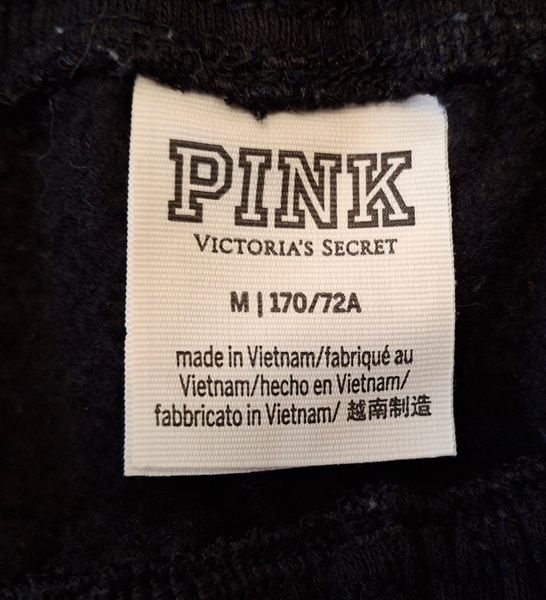 PINK
VICTORIA'S SECRET
M | 170/72A
made in Vietnam/fabriqué au
Vietnam/hecho en Vietnam/
fabbricato in Vietnam/ 越南制造